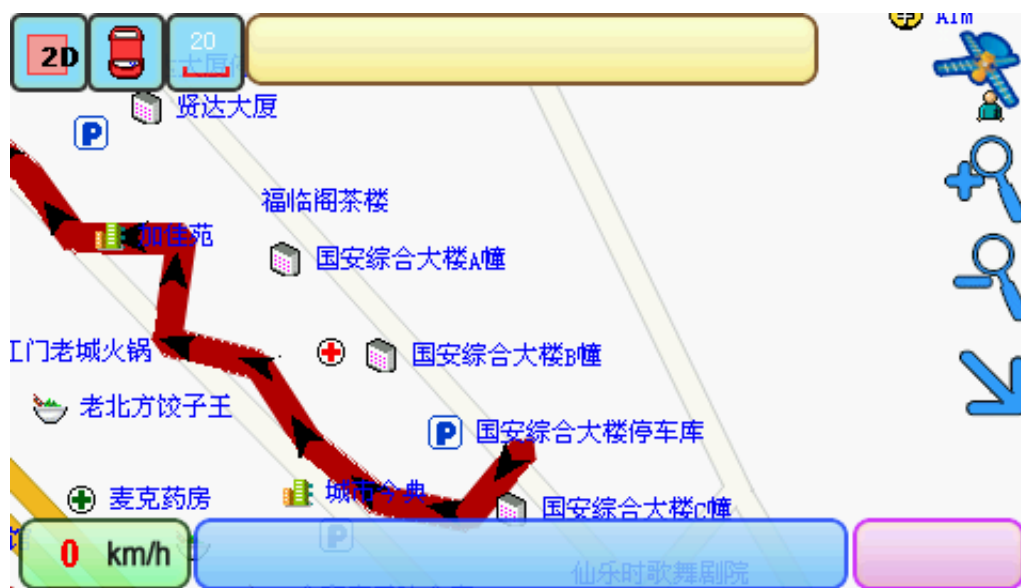 ATM
20
2D
贤达大厦
福临阁茶楼
加佳苑
国安综合大楼A幢
江门老城火锅
国安综合大楼B幢
老北方饺子王
P
P
国安综合大楼停车库
城市今典
麦克药房
国安综合大楼C幢
P
0 km/h
仙乐时歌舞剧院